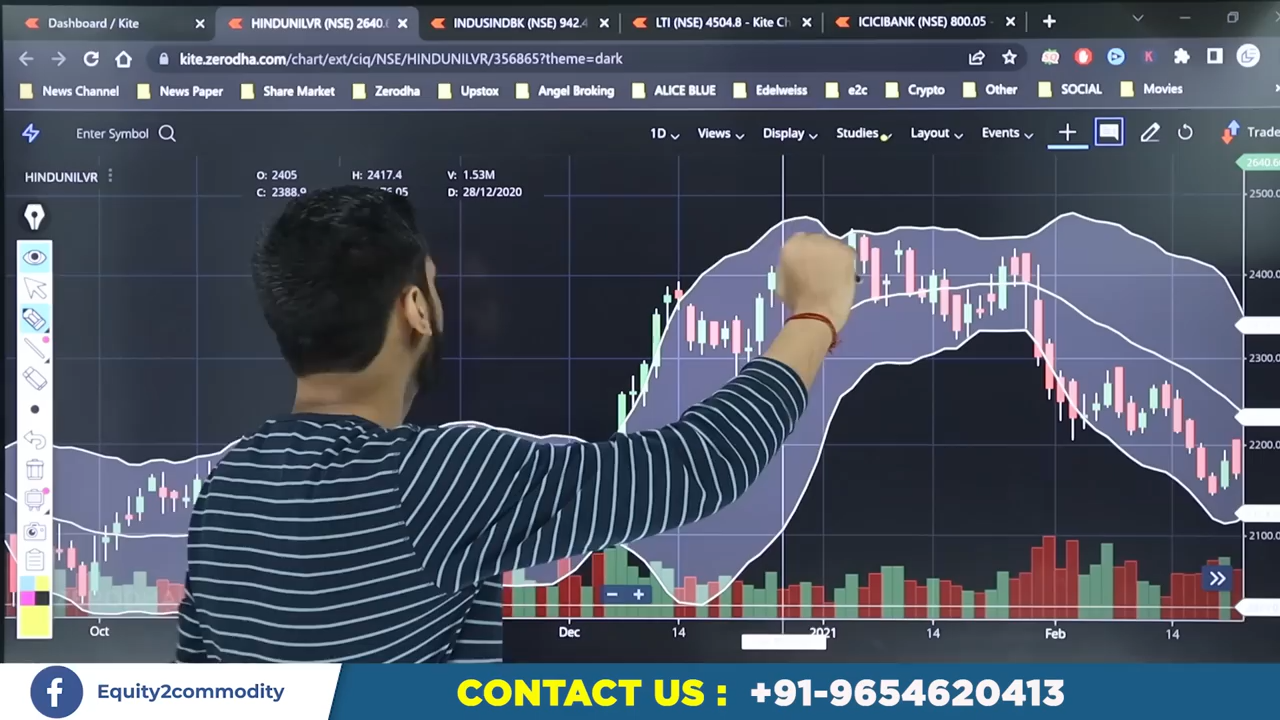 Dashboard / Kite
HINDUNILVR (NSE) 2640.
INDUSINDBK (NSE) 942.
LTI (NSE) 4504.8 - Kite Ch
ICICIBANK (NSE) 800.05 -
kite.zerodha.com/chart/ext/ciq/NSE/HINDUNILVR/356865?theme=dark
News Channel
News Paper
Share Market
Zerodha
Upstox
Angel Broking
ALICE BLUE
Edelweiss
e2c
Crypto
Other
SOCIAL
Movies
Enter Symbol
1D
Views
Display
Studies
Layout
Events
Trade
HINDUNILVR
O: 2405
H: 2417.4
V: 1.53M
C: 2388.9
D: 28/12/2020
2640.6
2500.
2400.
2300.0
2200.0
2100.0
Oct
Dec
14
2021
14
Feb
14
Equity2commodity
CONTACT US : +91-9654620413